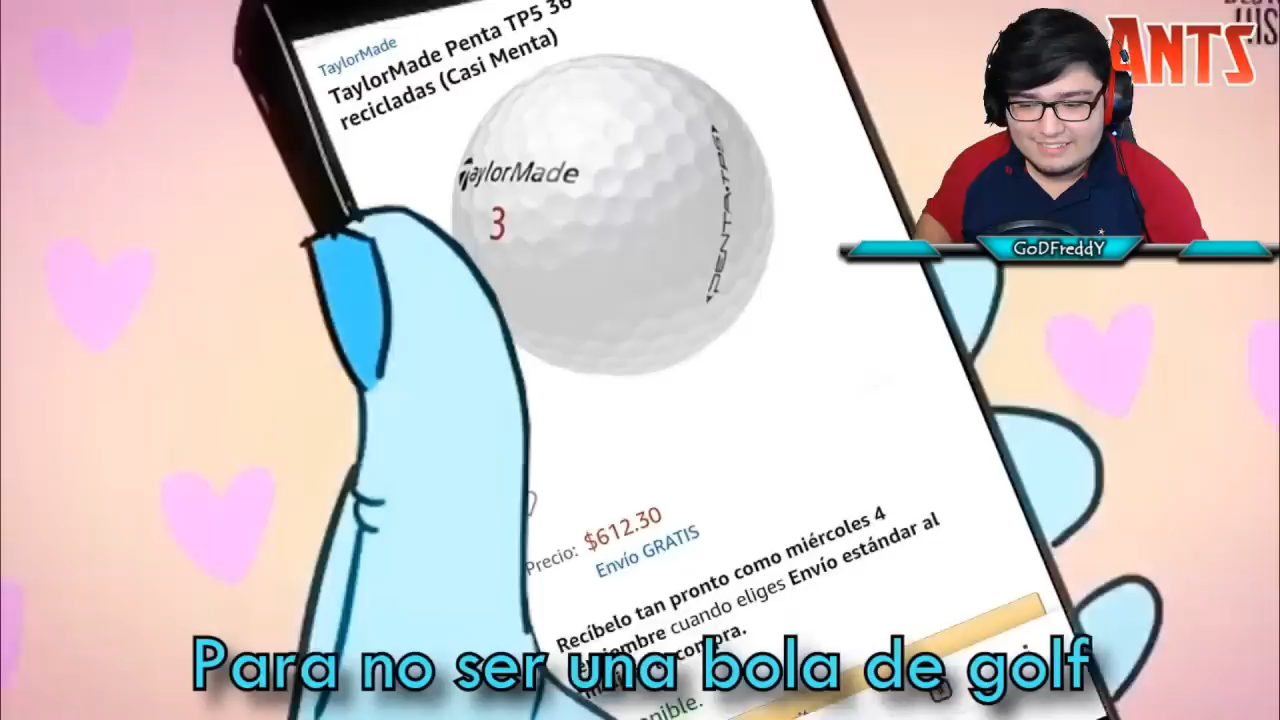 TaylorMade
TaylorMade Penta TP5 36
recicladas (Casi Menta)
TaylorMade
3
PENTA•TP5
ANTS
GoDFreddY
Precio: $612.30
Envío GRATIS
Recíbelo tan pronto como miércoles 4
cuando eliges Envío estándar al
compra.
Para no ser una bola de golf